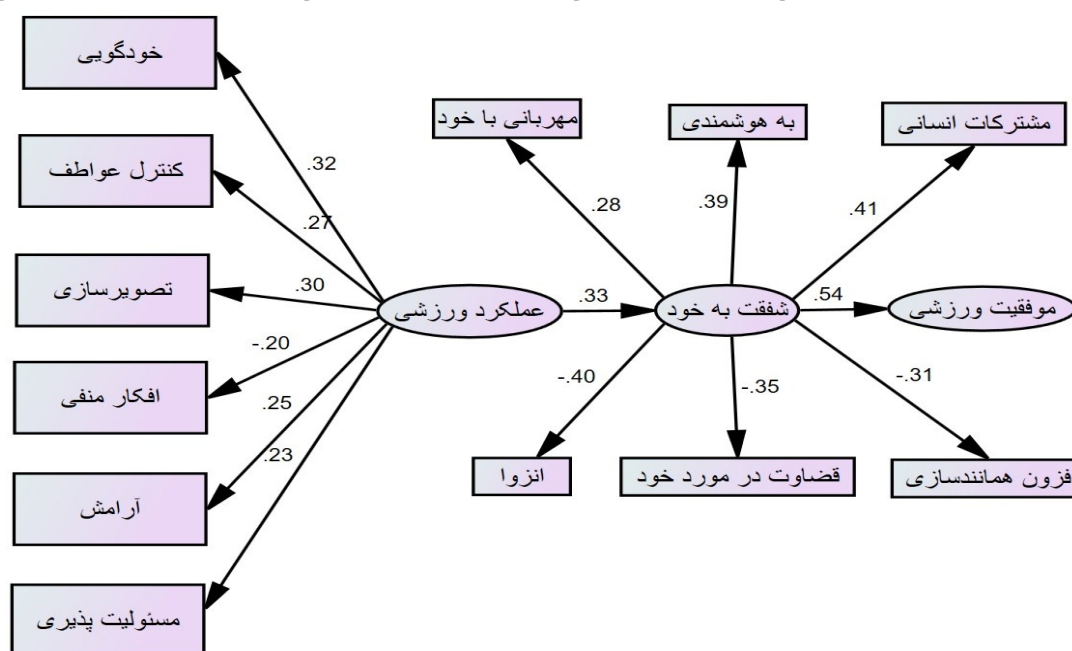 خودگویی
کنترل عواطف
تصویرسازی
افکار منفی
آرامش
مسئولیت پذیری
.32
.27
.30
-.20
.25
.23
عملکرد ورزشی
.33
مهربانی با خود
به هوشمندی
مشترکات انسانی
.28
.39
.41
شفقت به خود
.54
موفقیت ورزشی
-.40
-.35
-.31
انزوا
قضاوت در مورد خود
فزون همانندسازی